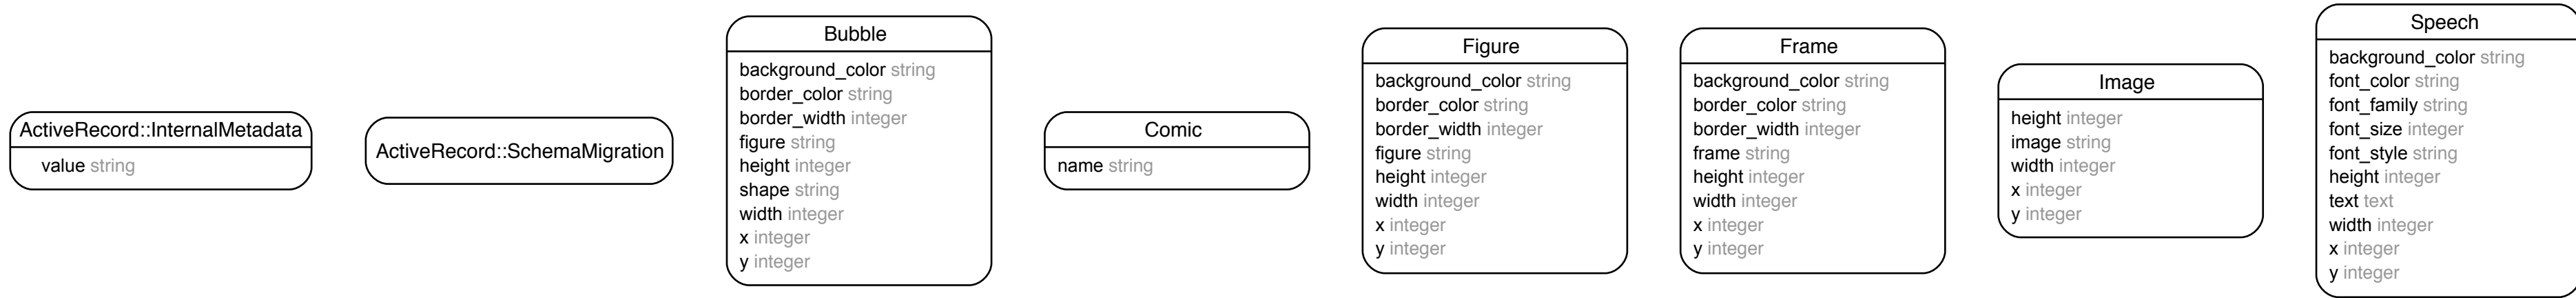 ActiveRecord::InternalMetadata
value string
ActiveRecord::SchemaMigration
Bubble
background_color string
border_color string
border_width integer
figure string
height integer
shape string
width integer
x integer
y integer
Comic
name string
Figure
background_color string
border_color string
border_width integer
figure string
height integer
width integer
x integer
y integer
Frame
background_color string
border_color string
border_width integer
frame string
height integer
width integer
x integer
y integer
Image
height integer
image string
width integer
x integer
y integer
Speech
background_color string
font_color string
font_family string
font_size integer
font_style string
height integer
text text
width integer
x integer
y integer